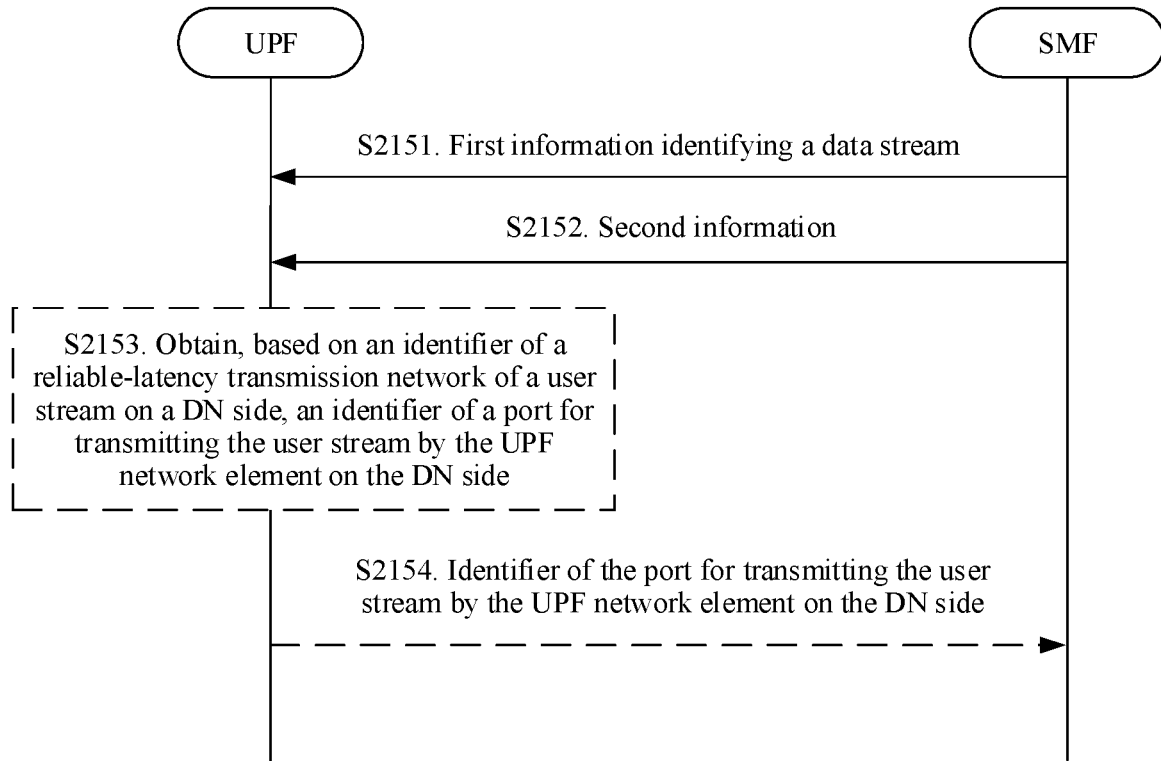 UPF
SMF
S2151. First information identifying a data stream
S2152. Second information
S2153. Obtain, based on an identifier of a
reliable-latency transmission network of a user
stream on a DN side, an identifier of a port for
transmitting the user stream by the UPF
network element on the DN side
S2154. Identifier of the port for transmitting the user
stream by the UPF network element on the DN side